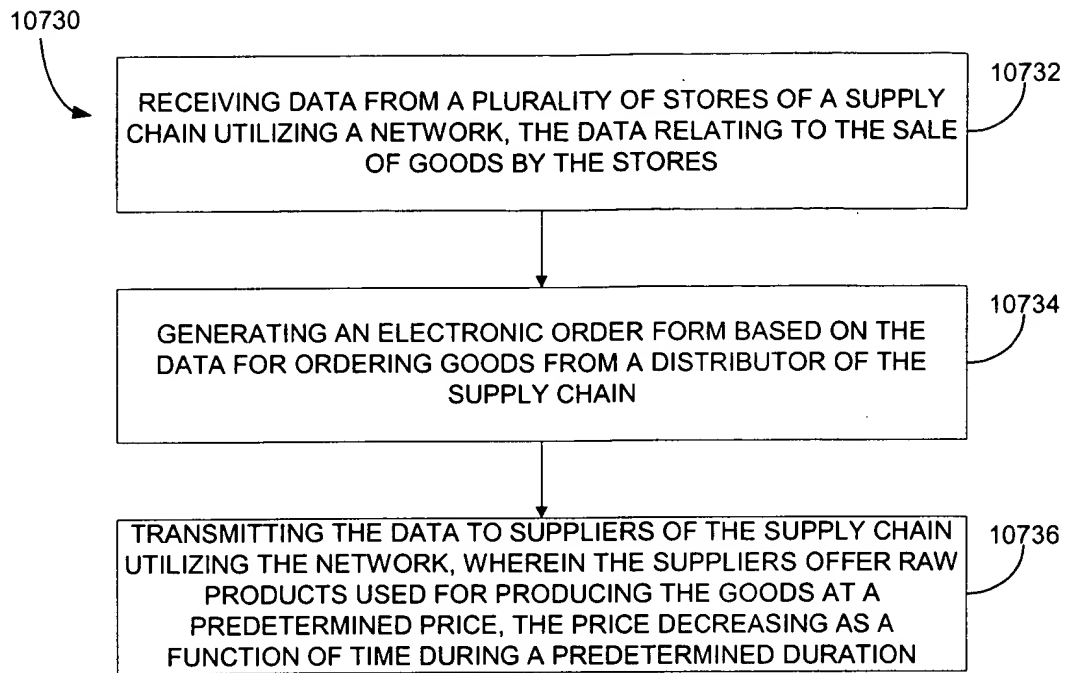 10730
10732
RECEIVING DATA FROM A PLURALITY OF STORES OF A SUPPLY
CHAIN UTILIZING A NETWORK, THE DATA RELATING TO THE SALE
OF GOODS BY THE STORES
10734
GENERATING AN ELECTRONIC ORDER FORM BASED ON THE
DATA FOR ORDERING GOODS FROM A DISTRIBUTOR OF THE
SUPPLY CHAIN
10736
TRANSMITTING THE DATA TO SUPPLIERS OF THE SUPPLY CHAIN
UTILIZING THE NETWORK, WHEREIN THE SUPPLIERS OFFER RAW
PRODUCTS USED FOR PRODUCING THE GOODS AT A
PREDETERMINED PRICE, THE PRICE DECREASING AS A
FUNCTION OF TIME DURING A PREDETERMINED DURATION